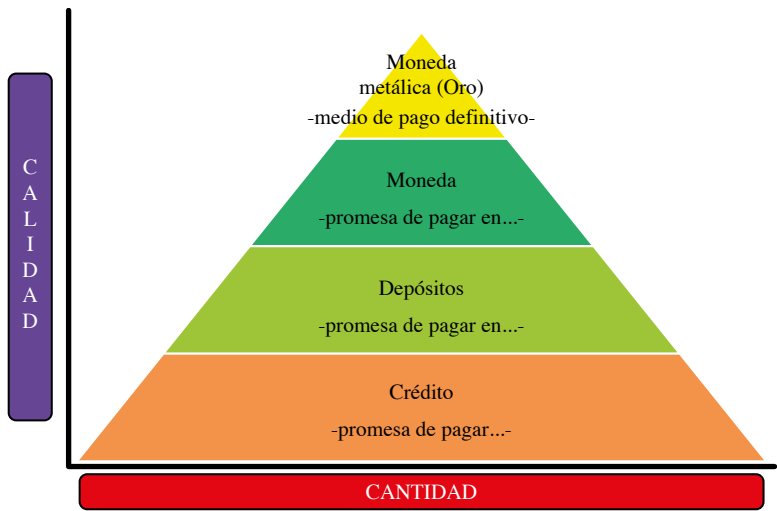 Moneda
metálica (Oro)
-medio de pago definitivo-
Moneda
-promesa de pagar en...-
Depósitos
-promesa de pagar en...-
Crédito
-promesa de pagar...-
CALIDAD
CANTIDAD